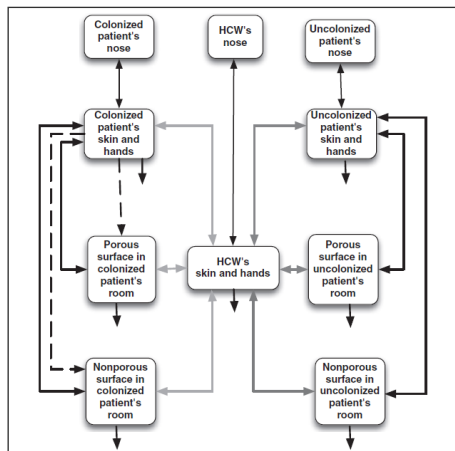 Colonized
patient's
nose
HCW's
nose
Uncolonized
patient's
nose
Colonized
patient's
skin and
hands
Uncolonized
patient's
skin and
hands
Porous
surface in
colonized
patient's
room
HCW's
skin and hands
Porous
surface in
uncolonized
patient's
room
Nonporous
surface in
colonized
patient's
room
Nonporous
surface in
uncolonized
patient's
room